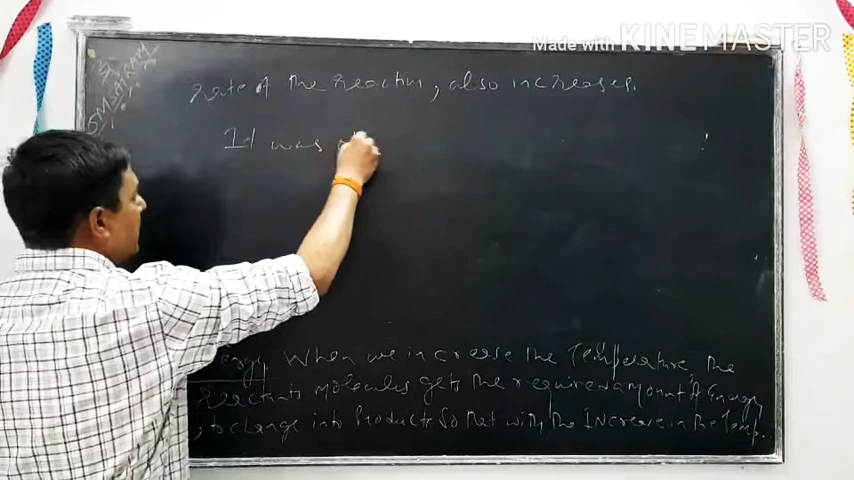 Made with KINEMASTER
rate of the reaction, also increases.
It was
energy. When we increase the Temperature, the
Reactants molecules gets the required amount of Energy
, to change into Products So that with the Increase in the Temp.